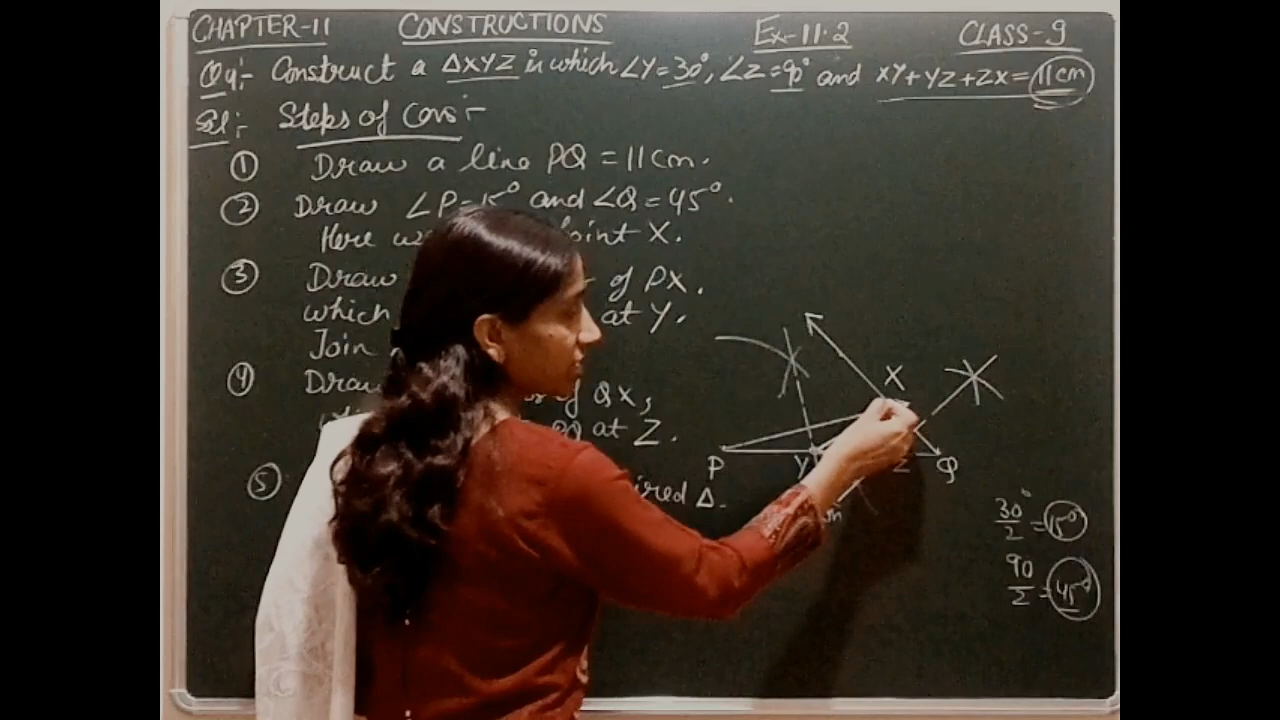 CHAPTER-11 CONSTRUCTIONS Ex-11.2 CLASS-9
Q4:- Construct a ΔXYZ in which ∠Y=30°, ∠Z=90° and XY+YZ+ZX=11cm
Sol:- Steps of Cons:-
① Draw a line PQ = 11cm.
② Draw ∠P=15° and ∠Q=45°.
Here point X.
③ Draw of PX.
which at Y.
Join
④ Draw of QX,
at Z.
⑤ Δ.
X
P Y Z Q
30°/2 = 15°
90/2 = 45°